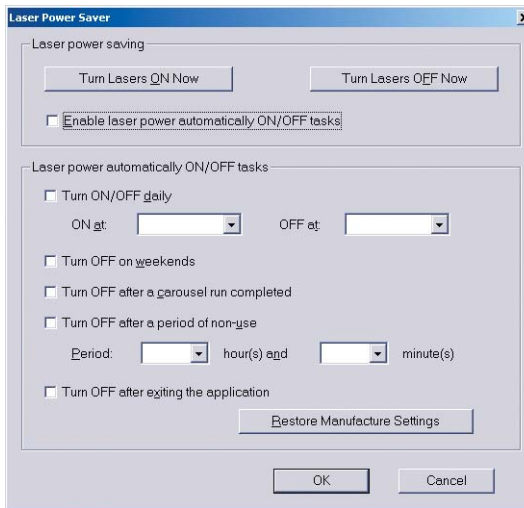 Laser Power Saver
Laser power saving
Turn Lasers ON Now Turn Lasers OFF Now
Enable laser power automatically ON/OFF tasks
Laser power automatically ON/OFF tasks
Turn ON/OFF daily
ON at: OFF at:
Turn OFF on weekends
Turn OFF after a carousel run completed
Turn OFF after a period of non-use
Period: hour(s) and minute(s)
Turn OFF after exiting the application
Restore Manufacture Settings
OK Cancel